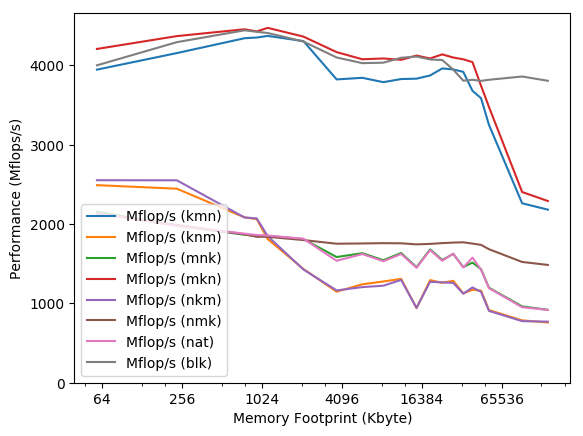 4000
3000
2000
1000
0
Performance (Mflops/s)
Mflop/s (kmn)
Mflop/s (knm)
Mflop/s (mnk)
Mflop/s (mkn)
Mflop/s (nkm)
Mflop/s (nmk)
Mflop/s (nat)
Mflop/s (blk)
64 256 1024 4096 16384 65536
Memory Footprint (Kbyte)